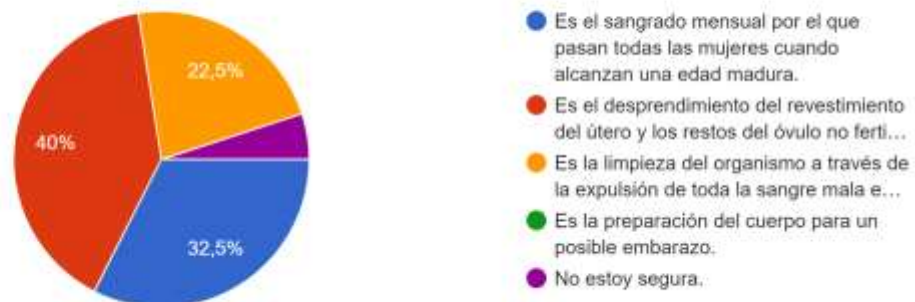 22,5%
40%
32,5%
Es el sangrado mensual por el que
pasan todas las mujeres cuando
alcanzan una edad madura.
Es el desprendimiento del revestimiento
del útero y los restos del óvulo no ferti...
Es la limpieza del organismo a través de
la expulsión de toda la sangre mala e...
Es la preparación del cuerpo para un
posible embarazo.
No estoy segura.